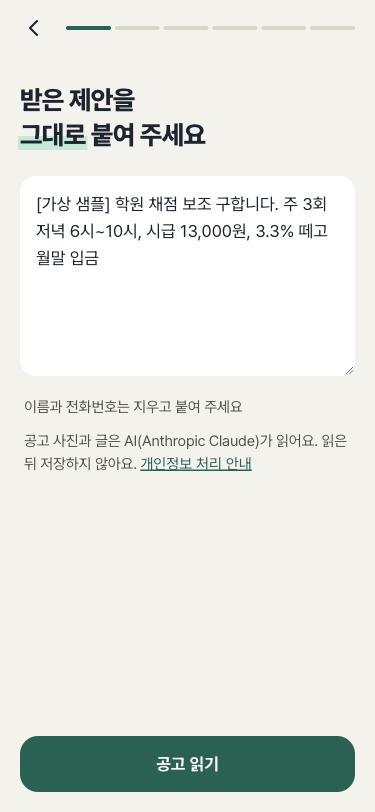 받은 제안을
그대로 붙여 주세요
[가상 샘플] 학원 채점 보조 구합니다. 주 3회
저녁 6시~10시, 시급 13,000원, 3.3% 떼고
월말 입금
이름과 전화번호는 지우고 붙여 주세요
공고 사진과 글은 AI(Anthropic Claude)가 읽어요. 읽은
뒤 저장하지 않아요. 개인정보 처리 안내
공고 읽기